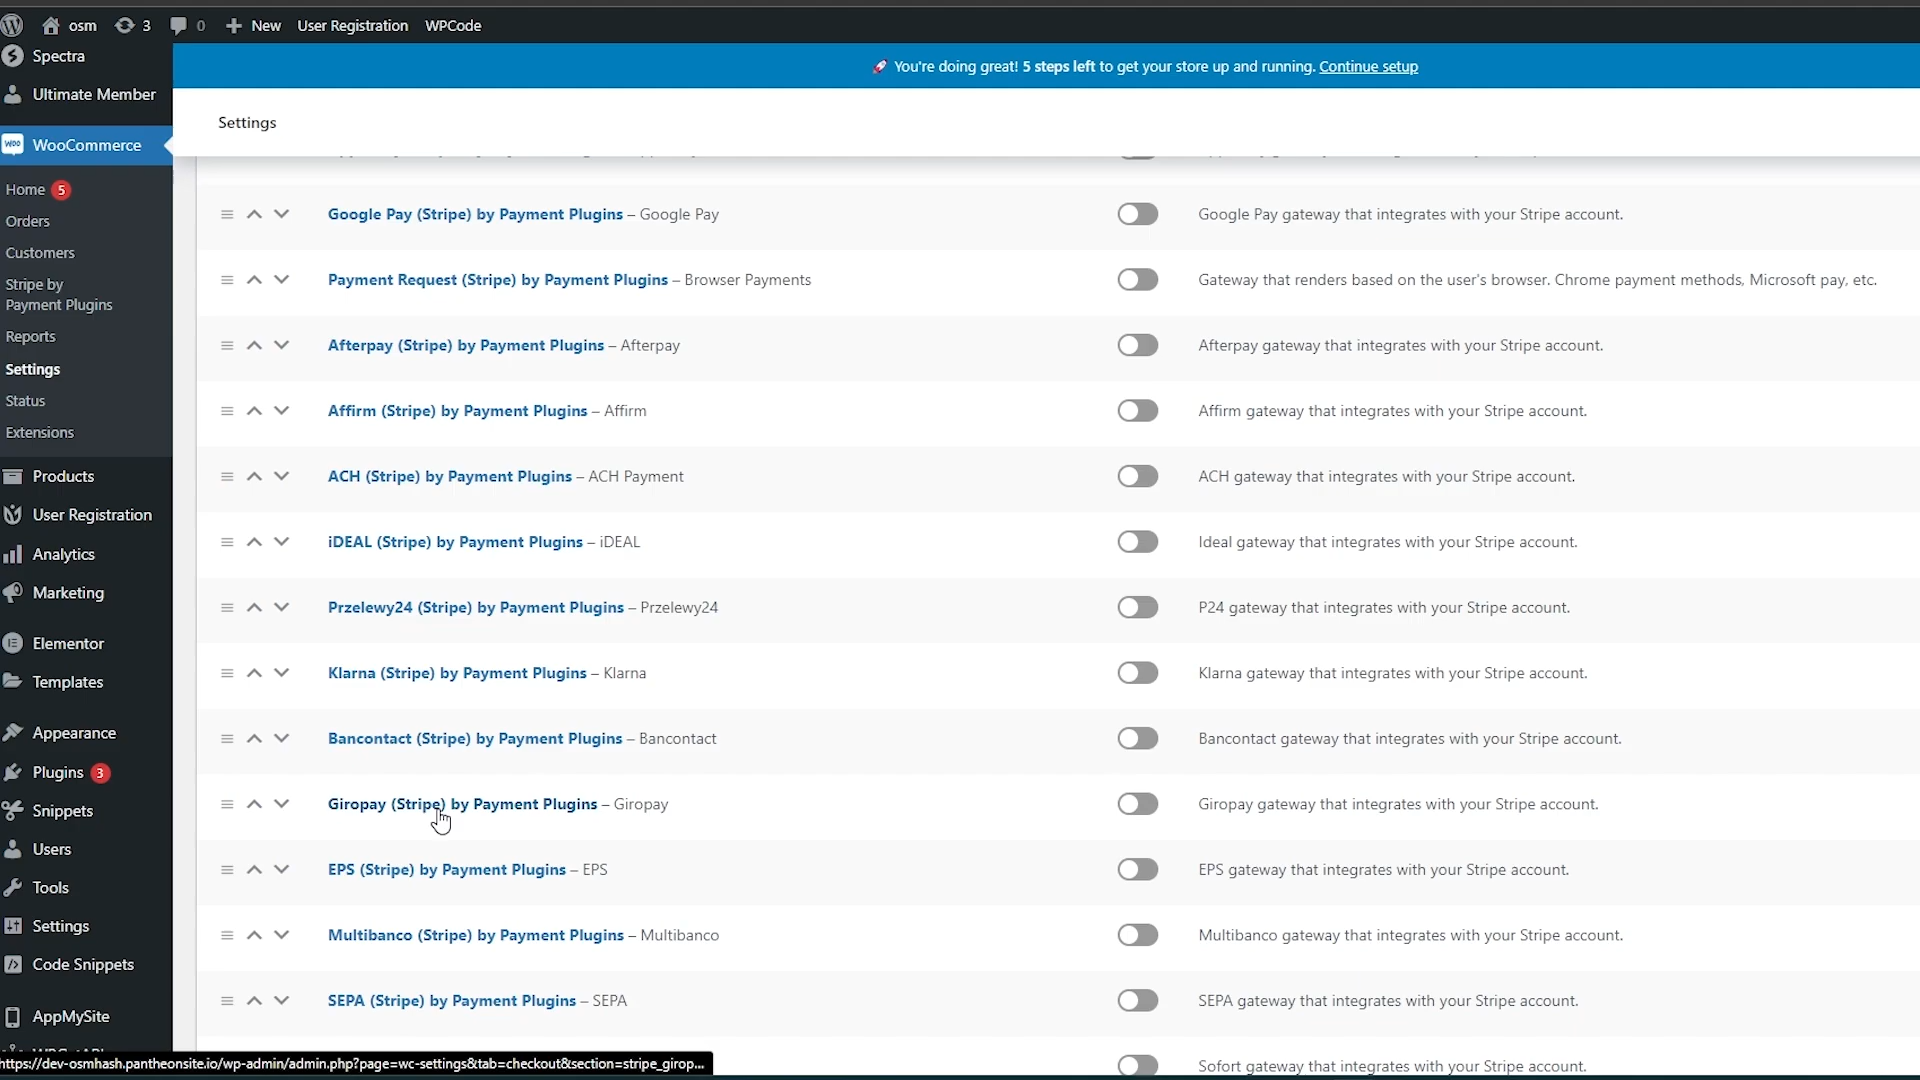 osm 3 0 New User Registration WPCode
Spectra
Ultimate Member
WooCommerce
Home 5
Orders
Customers
Stripe by
Payment Plugins
Reports
Settings
Status
Extensions
Products
User Registration
Analytics
Marketing
Elementor
Templates
Appearance
Plugins 3
Snippets
Users
Tools
Settings
Code Snippets
AppMySite
You're doing great! 5 steps left to get your store up and running. Continue setup
Settings
Google Pay (Stripe) by Payment Plugins – Google Pay Google Pay gateway that integrates with your Stripe account.
Payment Request (Stripe) by Payment Plugins – Browser Payments Gateway that renders based on the user's browser. Chrome payment methods, Microsoft pay, etc.
Afterpay (Stripe) by Payment Plugins – Afterpay Afterpay gateway that integrates with your Stripe account.
Affirm (Stripe) by Payment Plugins – Affirm Affirm gateway that integrates with your Stripe account.
ACH (Stripe) by Payment Plugins – ACH Payment ACH gateway that integrates with your Stripe account.
iDEAL (Stripe) by Payment Plugins – iDEAL Ideal gateway that integrates with your Stripe account.
Przelewy24 (Stripe) by Payment Plugins – Przelewy24 P24 gateway that integrates with your Stripe account.
Klarna (Stripe) by Payment Plugins – Klarna Klarna gateway that integrates with your Stripe account.
Bancontact (Stripe) by Payment Plugins – Bancontact Bancontact gateway that integrates with your Stripe account.
Giropay (Stripe) by Payment Plugins – Giropay Giropay gateway that integrates with your Stripe account.
EPS (Stripe) by Payment Plugins – EPS EPS gateway that integrates with your Stripe account.
Multibanco (Stripe) by Payment Plugins – Multibanco Multibanco gateway that integrates with your Stripe account.
SEPA (Stripe) by Payment Plugins – SEPA SEPA gateway that integrates with your Stripe account.
Sofort gateway that integrates with your Stripe account.
https://dev-osmhash.pantheonsite.io/wp-admin/admin.php?page=wc-settings&tab=checkout&section=stripe_girop...